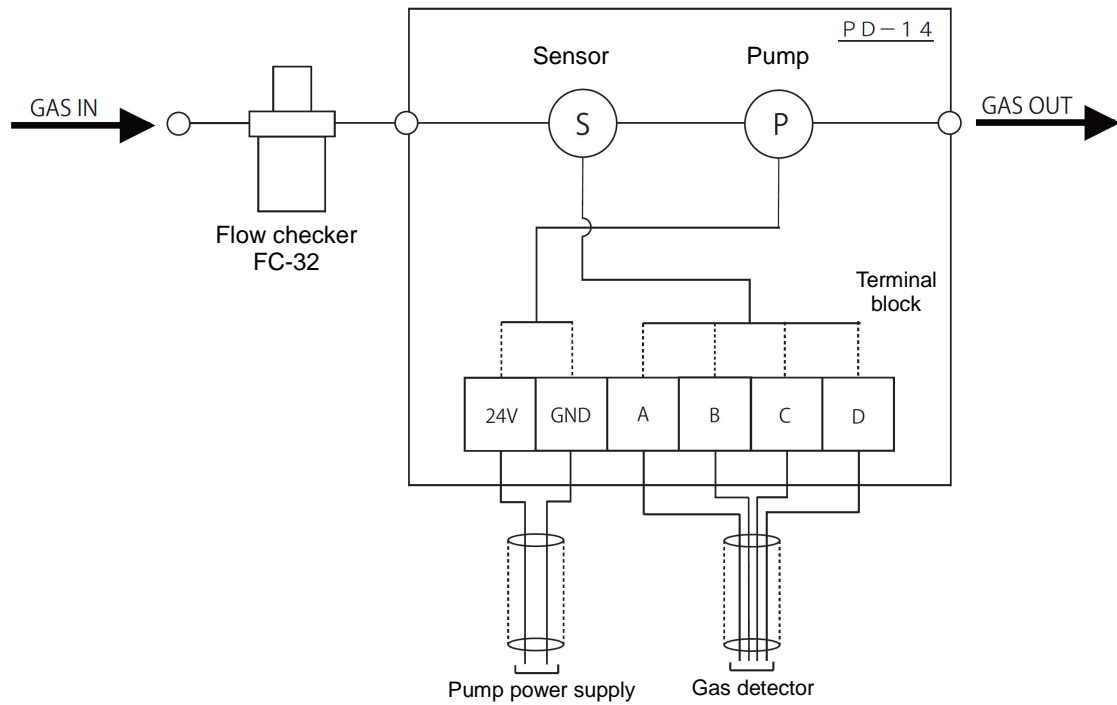 PD-14
Sensor
Pump
GAS IN
GAS OUT
S
P
Flow checker
FC-32
Terminal
block
24V
GND
A
B
C
D
Pump power supply
Gas detector